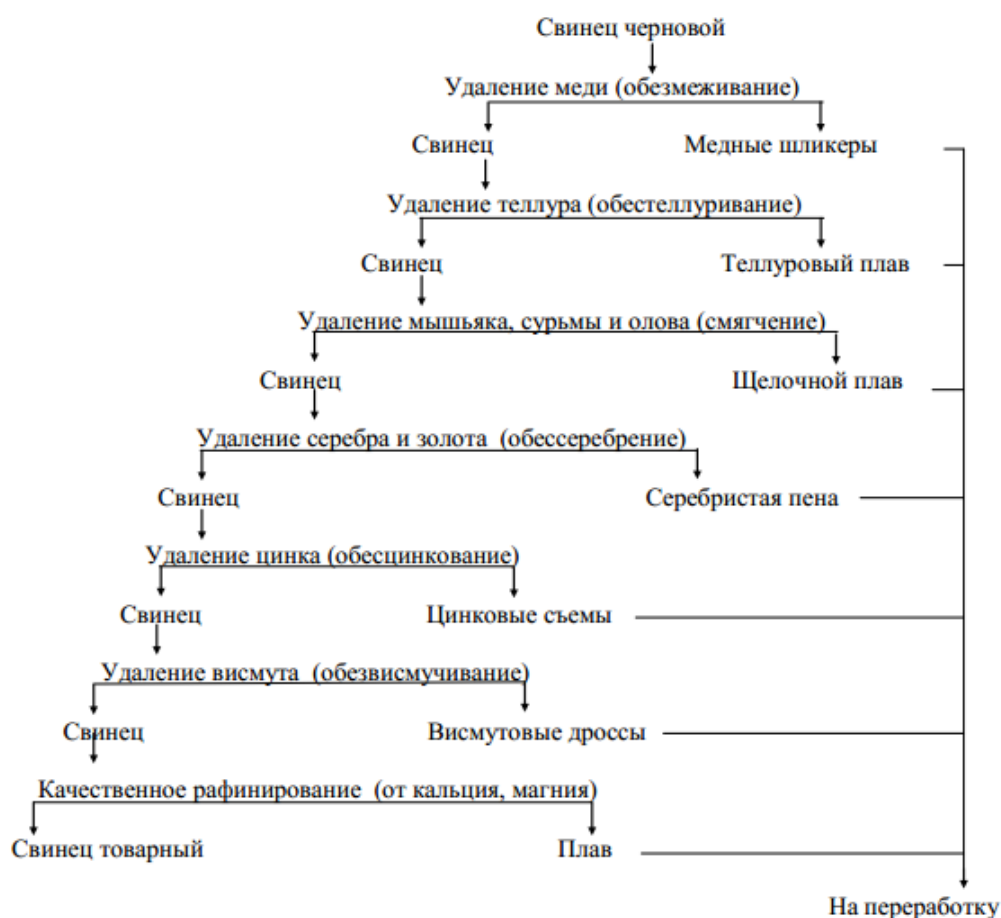 Свинец черновой
Удаление меди (обезмеживание)
Свинец Медные шликеры
Удаление теллура (обестеллуривание)
Свинец Теллуровый плав
Удаление мышьяка, сурьмы и олова (смягчение)
Свинец Щелочной плав
Удаление серебра и золота (обессеребрение)
Свинец Серебристая пена
Удаление цинка (обесцинкование)
Свинец Цинковые съемы
Удаление висмута (обезвисмучивание)
Свинец Висмутовые дроссы
Качественное рафинирование (от кальция, магния)
Свинец товарный Плав
На переработку